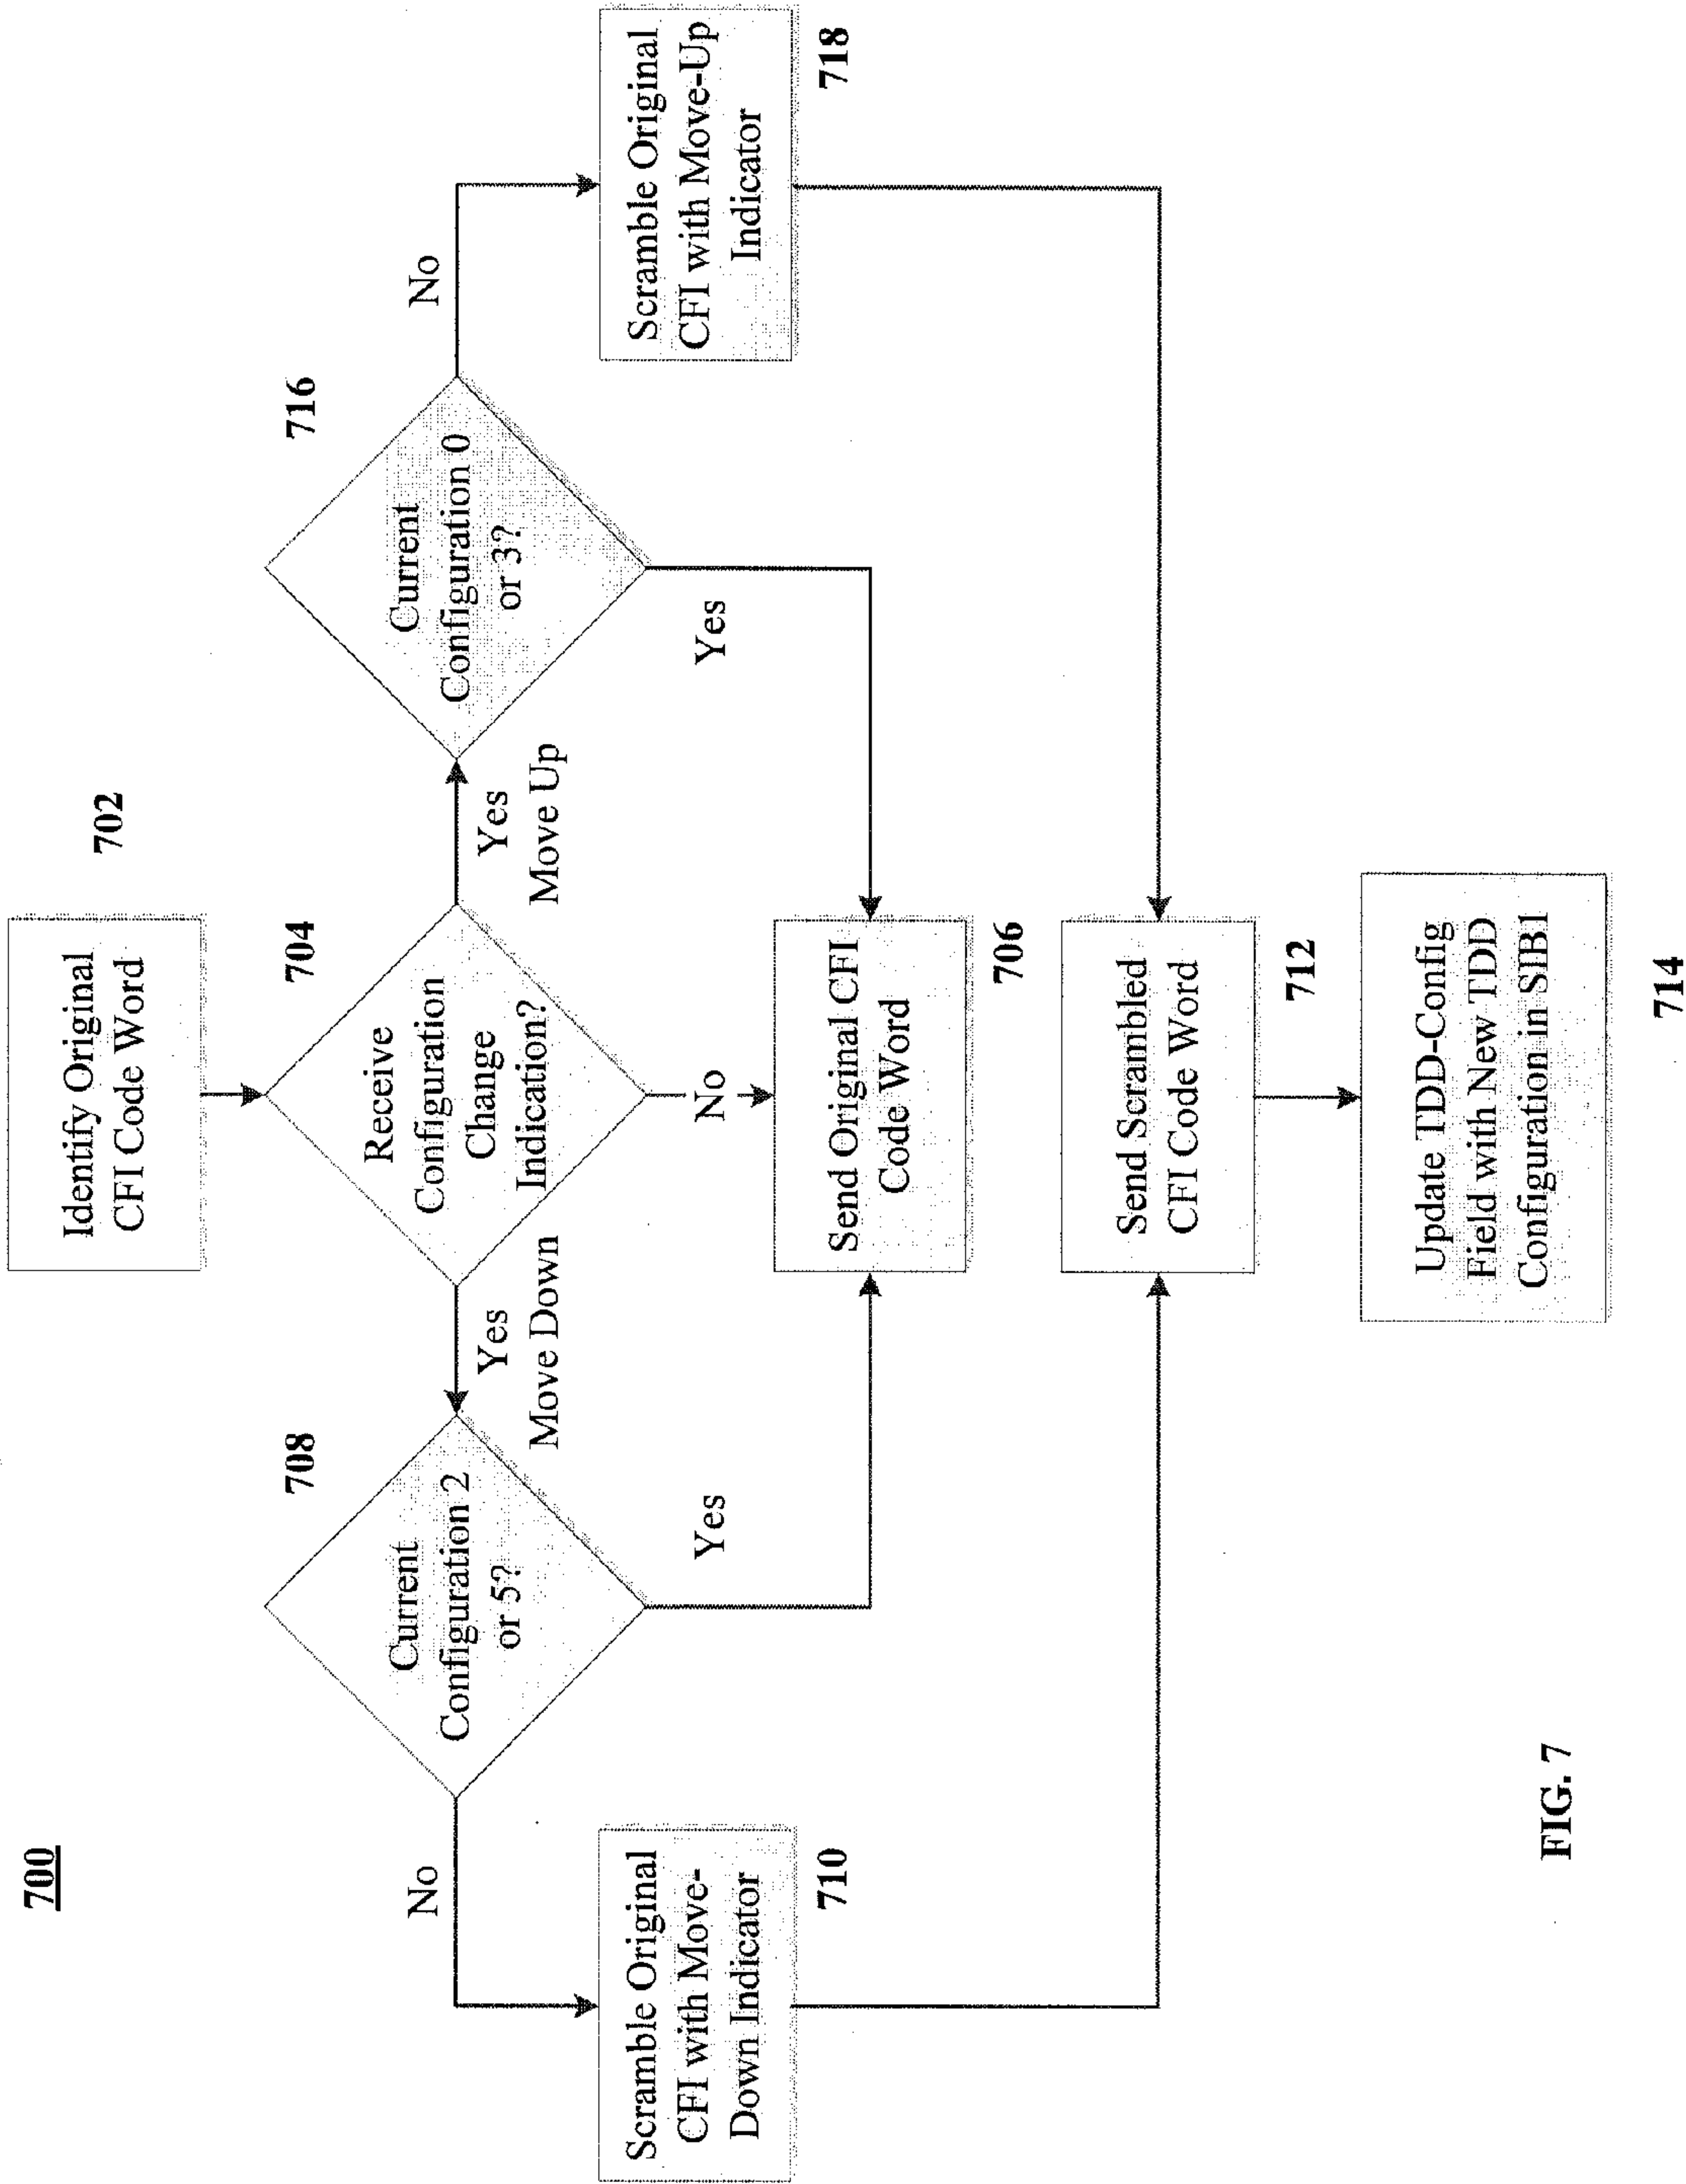 700
Identify Original
CFI Code Word
702
Receive
Configuration
Change
Indication?
704
Yes
Move Down
Yes
Move Up
No
Current
Configuration 2
or 5?
708
No
Yes
Current
Configuration 0
or 3?
716
Yes
No
Scramble Original
CFI with Move-
Down Indicator
710
Send Original CFI
Code Word
706
Scramble Original
CFI with Move-Up
Indicator
718
Send Scrambled
CFI Code Word
712
Update TDD-Config
Field with New TDD
Configuration in SIB1
714
FIG. 7